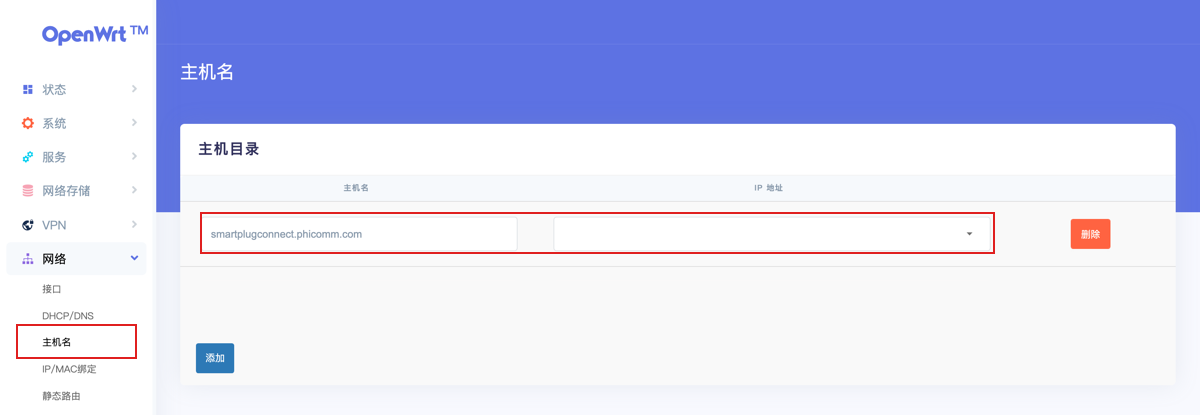 OpenWrt™
状态
系统
服务
网络存储
VPN
网络
接口
DHCP/DNS
主机名
IP/MAC绑定
静态路由
主机名
主机目录
主机名 IP 地址
smartplugconnect.phicomm.com
删除
添加